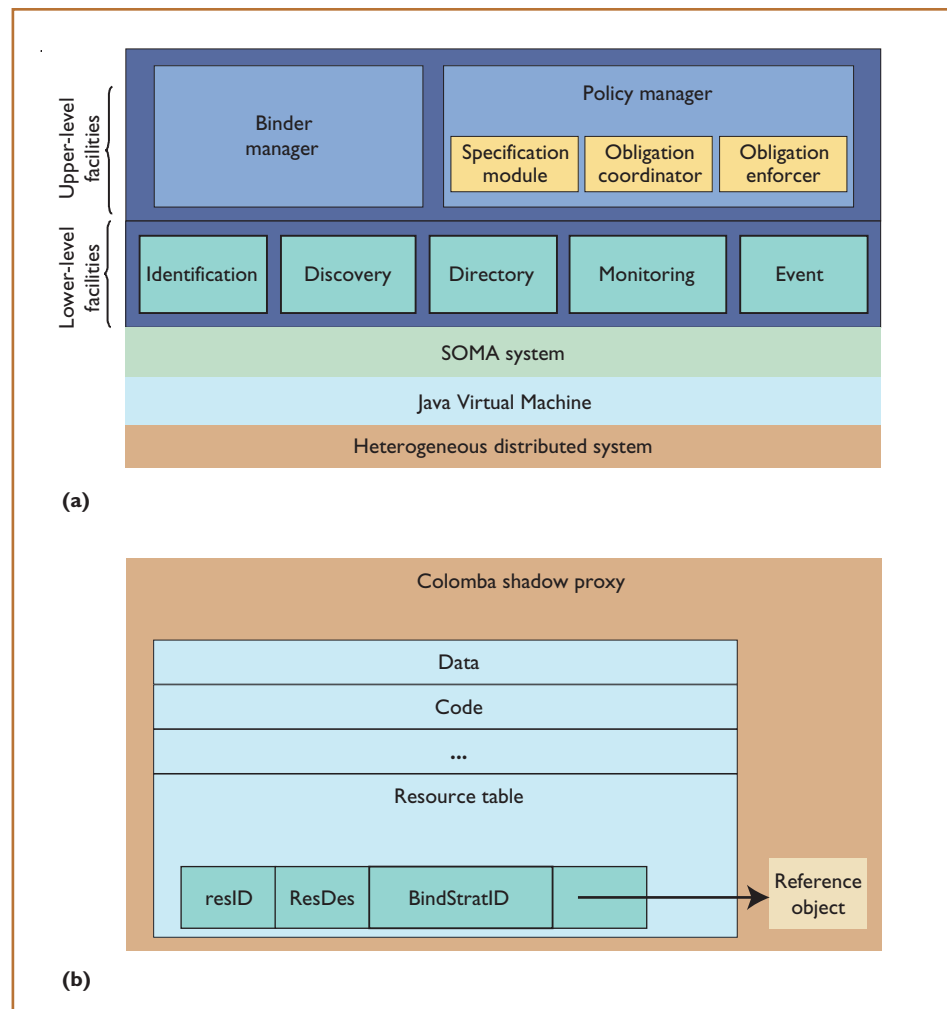 Upper-level
facilities
Binder
manager
Policy manager
Specification
module
Obligation
coordinator
Obligation
enforcer
Lower-level
facilities
Identification
Discovery
Directory
Monitoring
Event
SOMA system
Java Virtual Machine
Heterogeneous distributed system
(a)
Colomba shadow proxy
Data
Code
...
Resource table
resID
ResDes
BindStratID
Reference
object
(b)